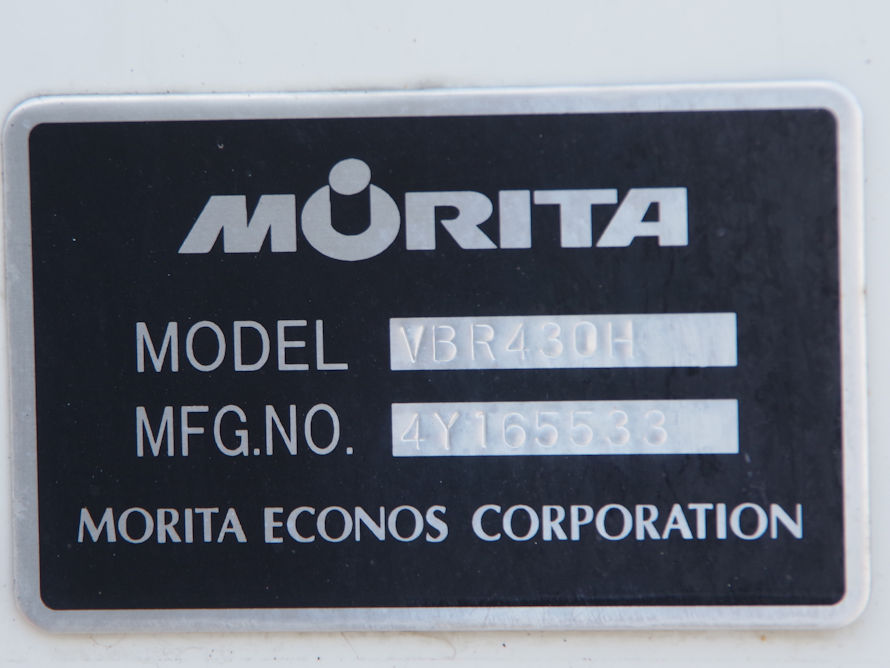 MORITA
MODEL VBR430H
MFG.NO. 4Y165533
MORITA ECONOS CORPORATION